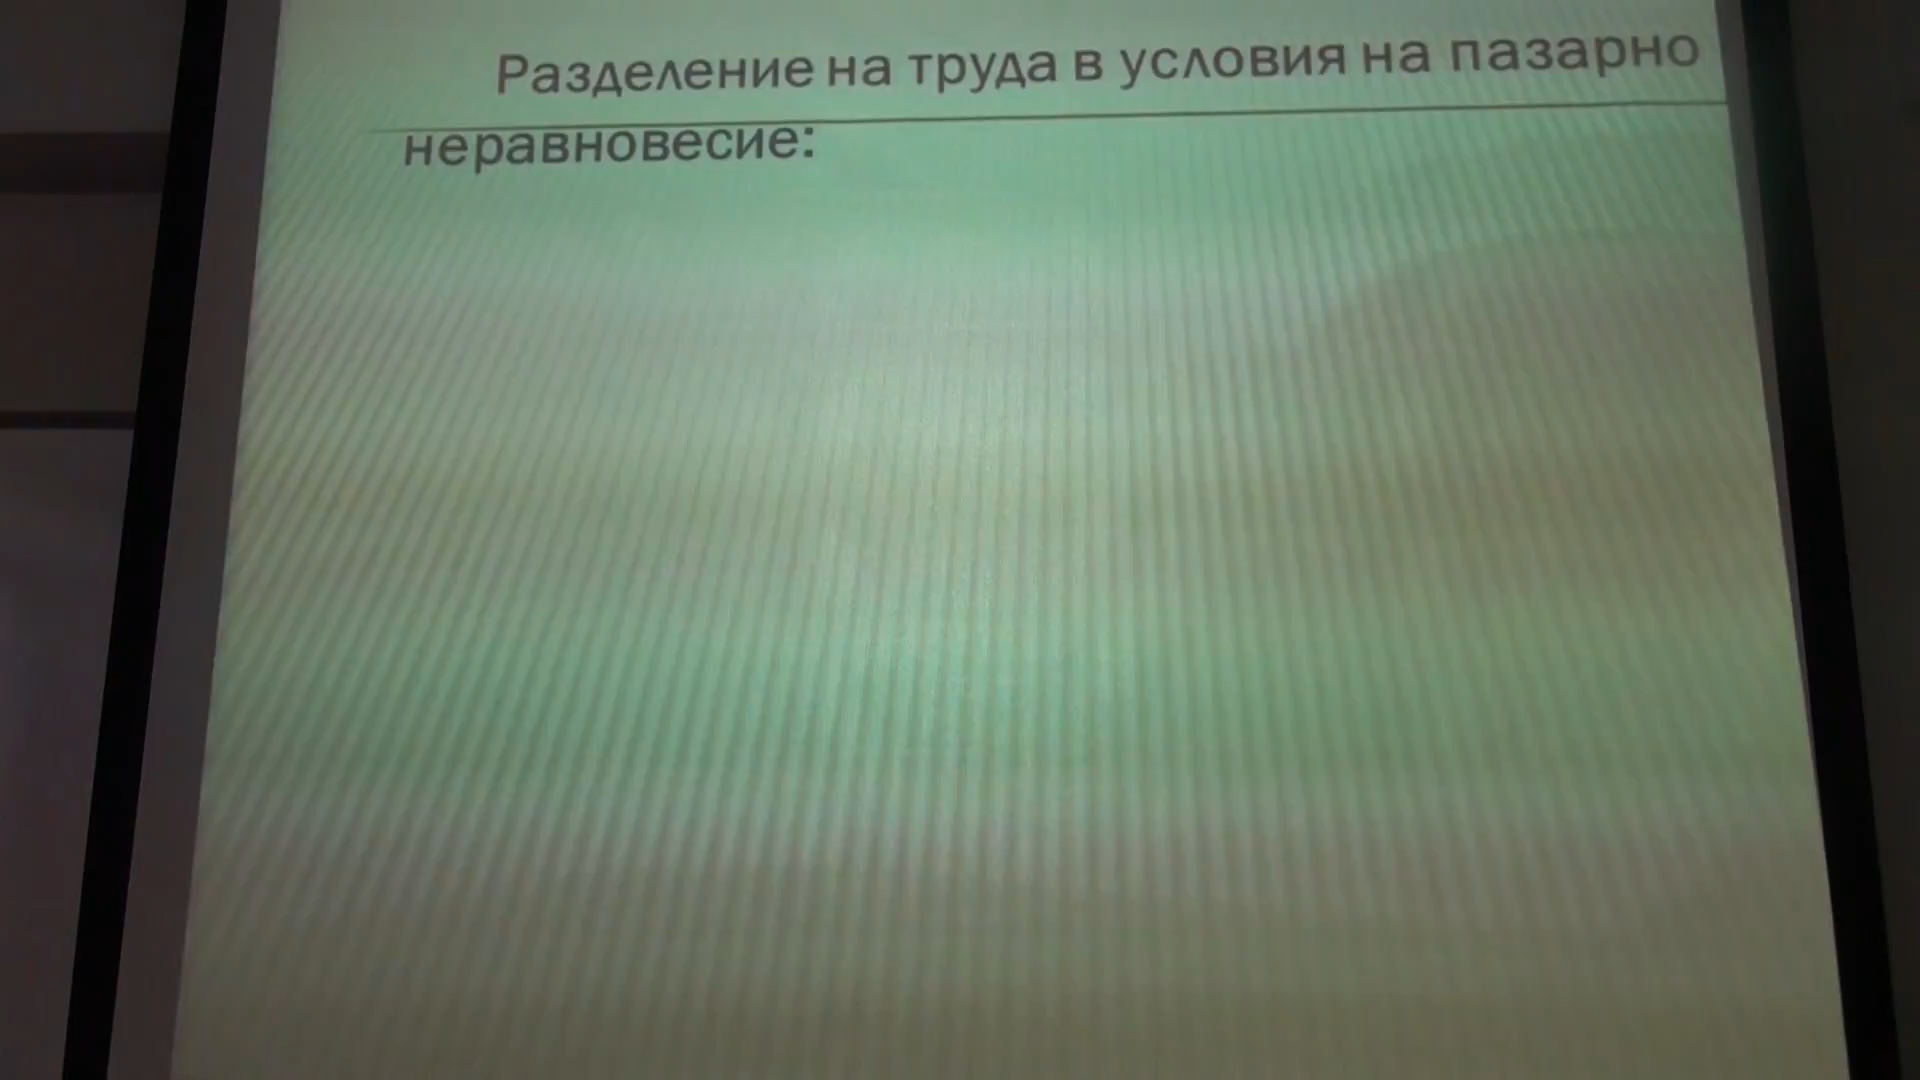 Разделение на труда в условия на пазарно
неравновесие: